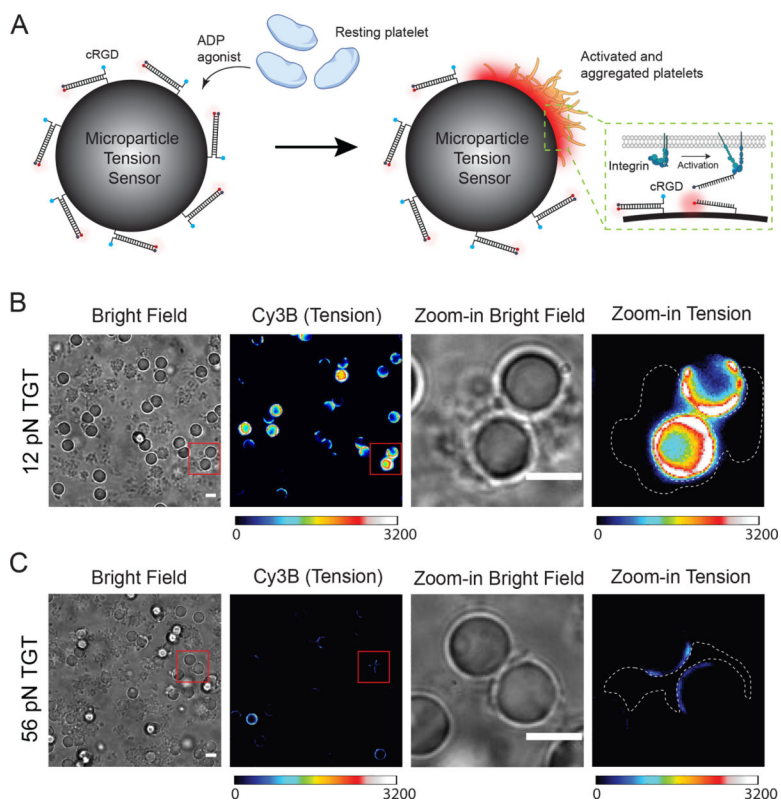 A
cRGD
ADP
agonist
Resting platelet
Microparticle
Tension
Sensor
Activated and
aggregated platelets
Microparticle
Tension
Sensor
Integrin
Activation
cRGD
B
Bright Field
Cy3B (Tension)
Zoom-in Bright Field
Zoom-in Tension
12 pN TGT
0 3200
0 3200
C
Bright Field
Cy3B (Tension)
Zoom-in Bright Field
Zoom-in Tension
56 pN TGT
0 3200
0 3200